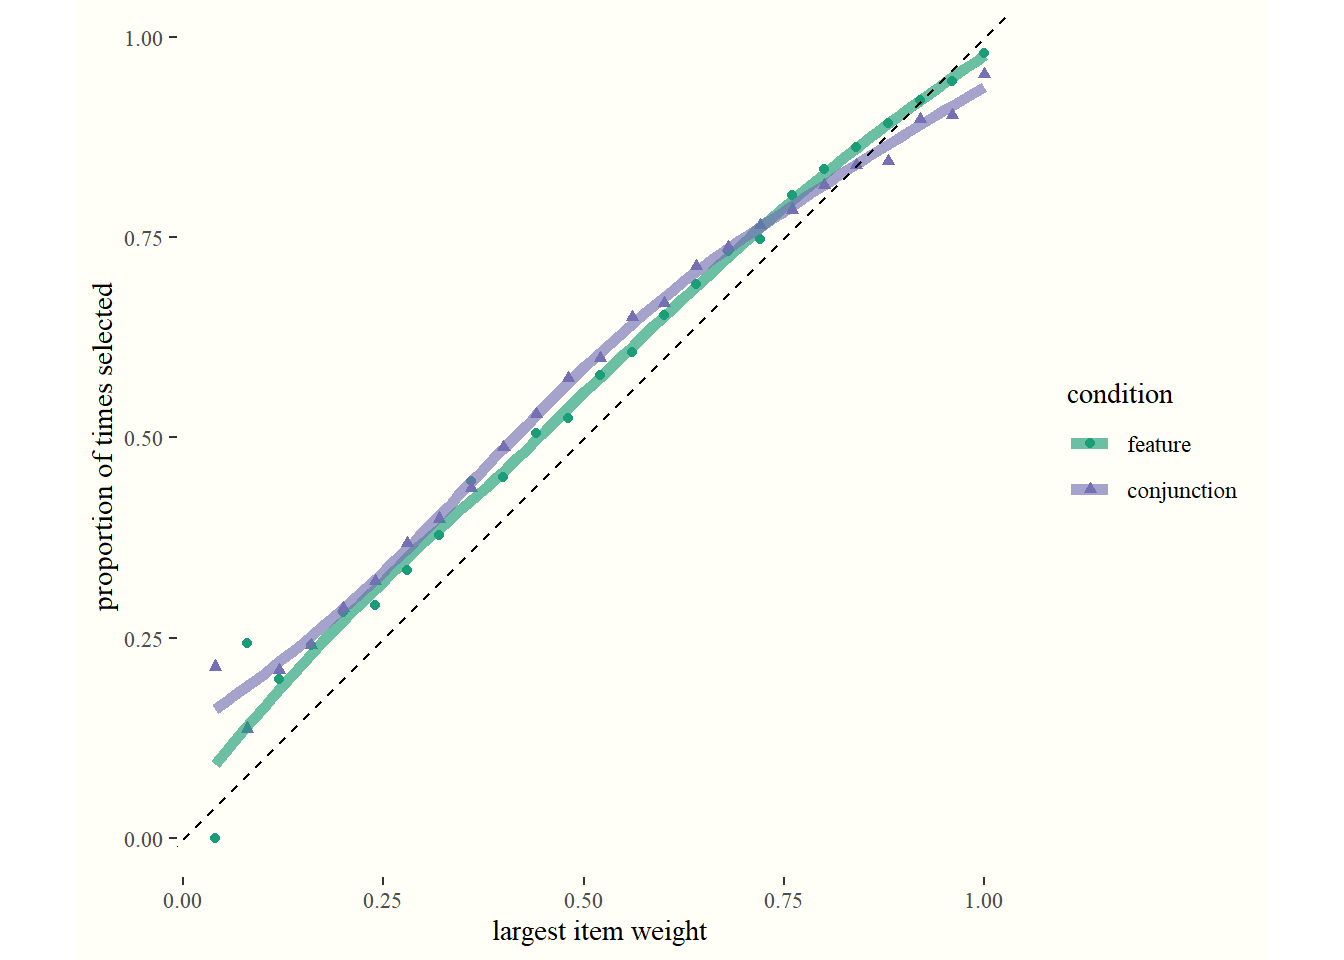 1.00
0.75
0.50
0.25
0.00
proportion of times selected
0.00 0.25 0.50 0.75 1.00
largest item weight
condition
feature
conjunction